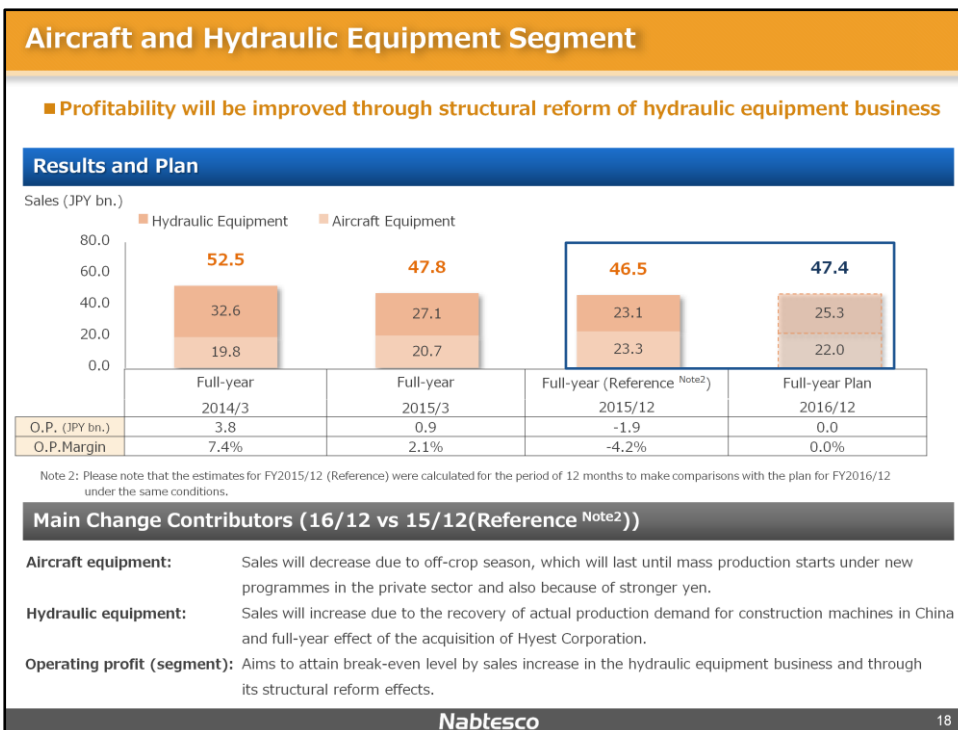 Aircraft and Hydraulic Equipment Segment
■Profitability will be improved through structural reform of hydraulic equipment business
Results and Plan
Sales (JPY bn.)
Hydraulic Equipment Aircraft Equipment
80.0
60.0
40.0
20.0
0.0
52.5 47.8 46.5 47.4
32.6 27.1 23.1 25.3
19.8 20.7 23.3 22.0
Full-year Full-year Full-year (Reference Note2) Full-year Plan
2014/3 2015/3 2015/12 2016/12
O.P. (JPY bn.) 3.8 0.9 -1.9 0.0
O.P.Margin 7.4% 2.1% -4.2% 0.0%
Note 2: Please note that the estimates for FY2015/12 (Reference) were calculated for the period of 12 months to make comparisons with the plan for FY2016/12
under the same conditions.
Main Change Contributors (16/12 vs 15/12(Reference Note2))
Aircraft equipment: Sales will decrease due to off-crop season, which will last until mass production starts under new
programmes in the private sector and also because of stronger yen.
Hydraulic equipment: Sales will increase due to the recovery of actual production demand for construction machines in China
and full-year effect of the acquisition of Hyest Corporation.
Operating profit (segment): Aims to attain break-even level by sales increase in the hydraulic equipment business and through
its structural reform effects.
Nabtesco
18